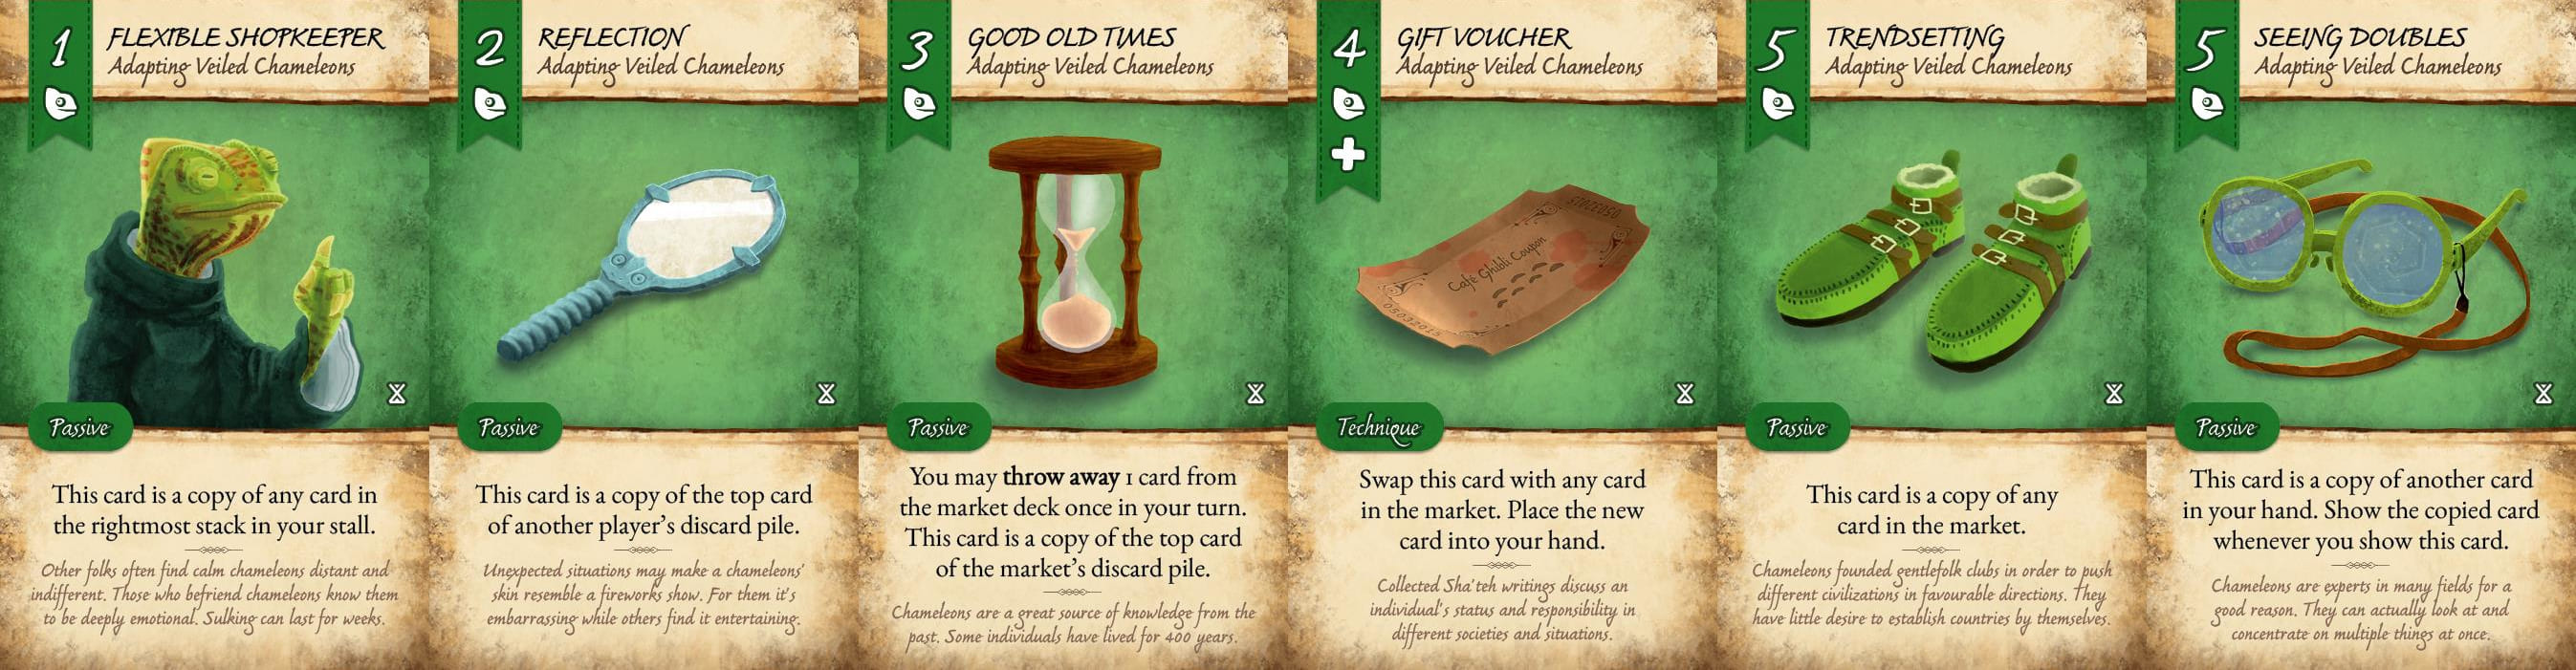 1
FLEXIBLE SHOPKEEPER
Adapting Veiled Chameleons
Passive
This card is a copy of any card in
the rightmost stack in your stall.
Other folks often find calm chameleons distant and
indifferent. Those who befriend chameleons know them
to be deeply emotional. Sulking can last for weeks.
2
REFLECTION
Adapting Veiled Chameleons
Passive
This card is a copy of the top card
of another player's discard pile.
Unexpected situations may make a chameleons'
skin resemble a fireworks show. For them it's
embarrassing while others find it entertaining.
3
GOOD OLD TIMES
Adapting Veiled Chameleons
Passive
You may throw away 1 card from
the market deck once in your turn.
This card is a copy of the top card
of the market's discard pile.
Chameleons are a great source of knowledge from the
past. Some individuals have lived for 400 years.
4
+
GIFT VOUCHER
Adapting Veiled Chameleons
Café Ghibli Coupon
05032015
Technique
Swap this card with any card
in the market. Place the new
card into your hand.
Collected Sha'teh writings discuss an
individual's status and responsibility in
different societies and situations.
5
TRENDSETTING
Adapting Veiled Chameleons
Passive
This card is a copy of any
card in the market.
Chameleons founded gentlefolk clubs in order to push
different civilizations in favourable directions. They
have little desire to establish countries by themselves.
5
SEEING DOUBLES
Adapting Veiled Chameleons
Passive
This card is a copy of another card
in your hand. Show the copied card
whenever you show this card.
Chameleons are experts in many fields for a
good reason. They can actually look at and
concentrate on multiple things at once.